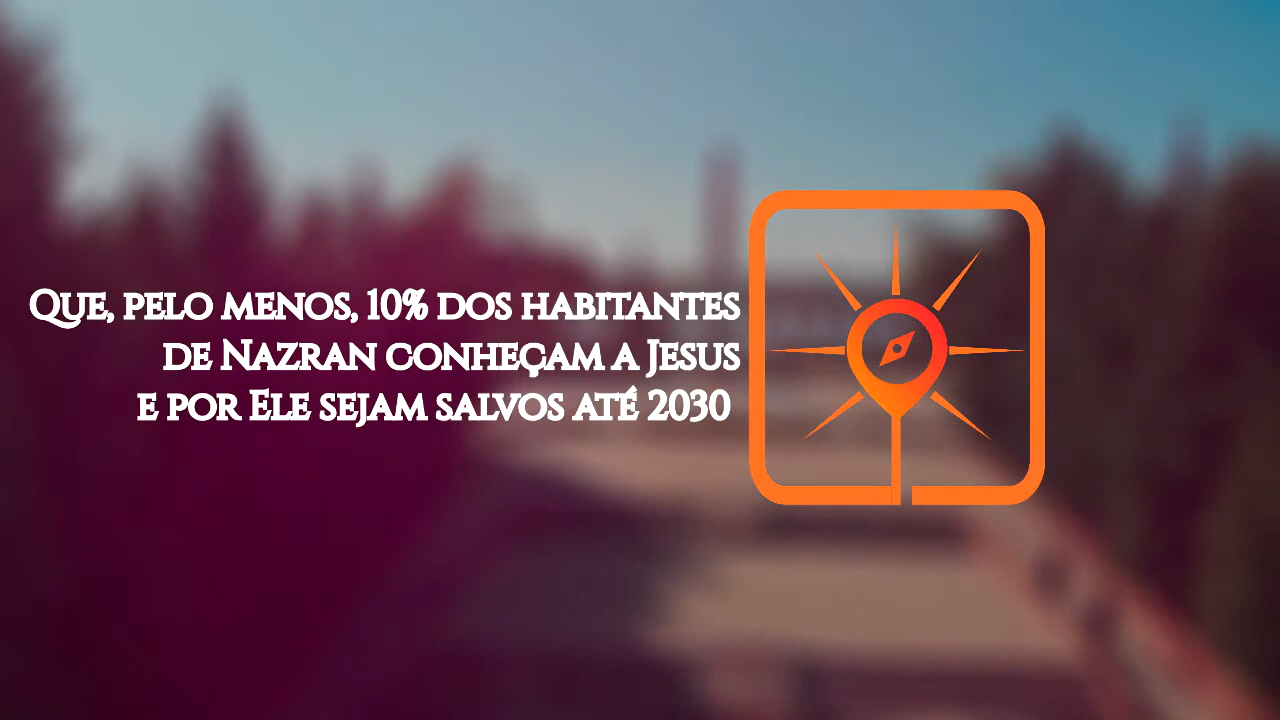 Que, pelo menos, 10% dos habitantes
de Nazran conheçam a Jesus
e por Ele sejam salvos até 2030